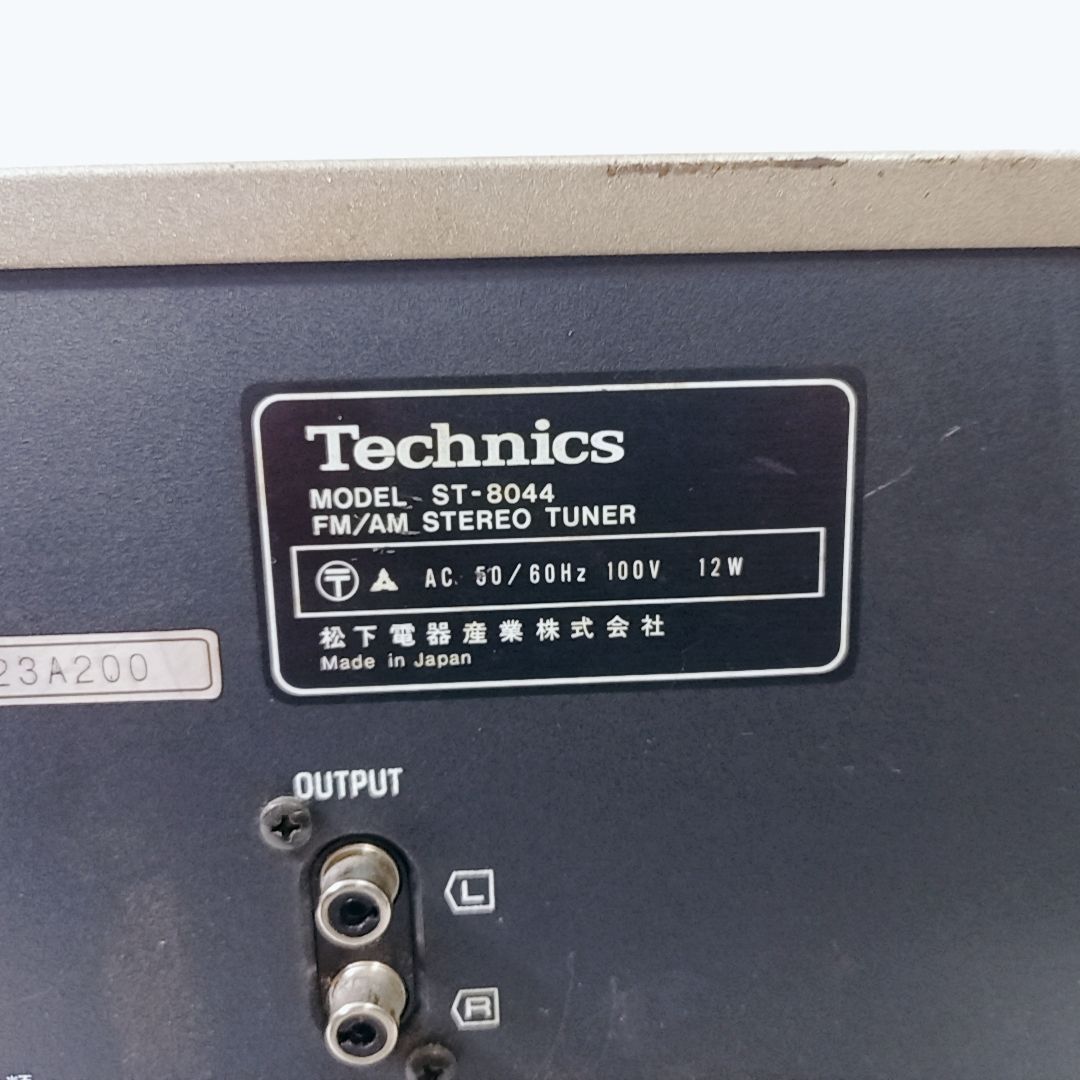 Technics
MODEL ST-8044
FM/AM STEREO TUNER
〒 AC 50/60Hz 100V 12W
松下電器産業株式会社
Made in Japan
23A200
OUTPUT
L
R